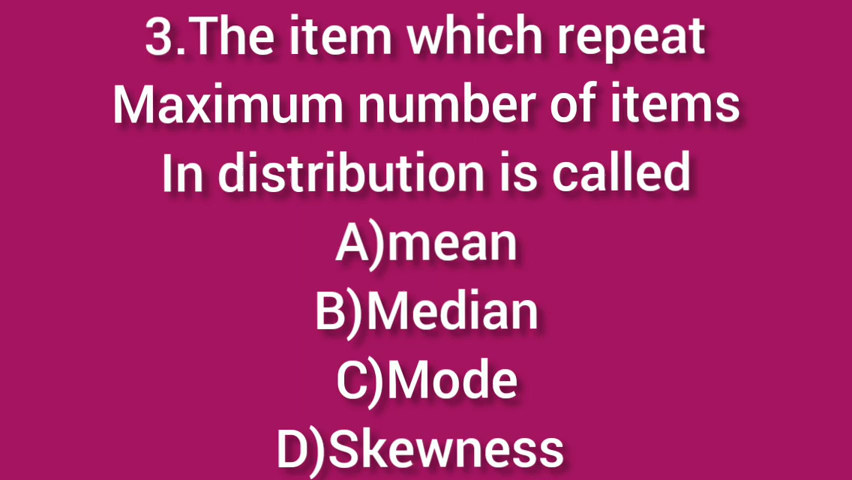 3.The item which repeat
Maximum number of items
In distribution is called
A)mean
B)Median
C)Mode
D)Skewness